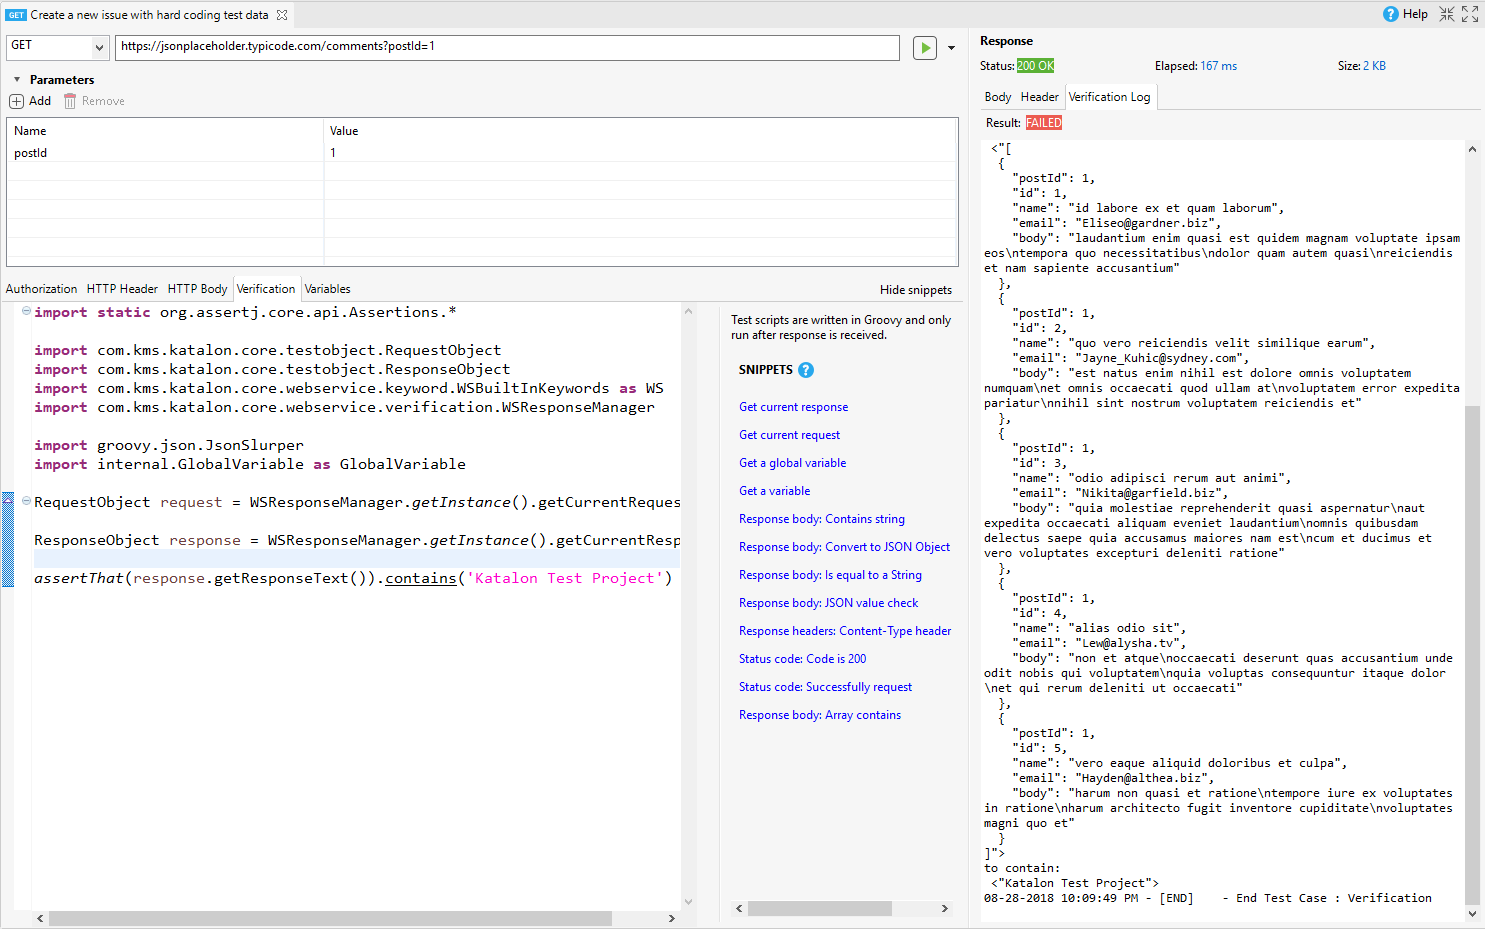 GET Create a new issue with hard coding test data
Help
GET
https://jsonplaceholder.typicode.com/comments?postId=1
Parameters
Add Remove
Name Value
postId 1
Authorization HTTP Header HTTP Body Verification Variables
Hide snippets
import static org.assertj.core.api.Assertions.*
import com.kms.katalon.core.testobject.RequestObject
import com.kms.katalon.core.testobject.ResponseObject
import com.kms.katalon.core.webservice.keyword.WSBuiltInKeywords as WS
import com.kms.katalon.core.webservice.verification.WSResponseManager
import groovy.json.JsonSlurper
import internal.GlobalVariable as GlobalVariable
RequestObject request = WSResponseManager.getInstance().getCurrentReques
ResponseObject response = WSResponseManager.getInstance().getCurrentResp
assertThat(response.getResponseText()).contains('Katalon Test Project')
Test scripts are written in Groovy and only
run after response is received.
SNIPPETS
Get current response
Get current request
Get a global variable
Get a variable
Response body: Contains string
Response body: Convert to JSON Object
Response body: Is equal to a String
Response body: JSON value check
Response headers: Content-Type header
Status code: Code is 200
Status code: Successfully request
Response body: Array contains
Response
Status: 200 OK Elapsed: 167 ms Size: 2 KB
Body Header Verification Log
Result: FAILED
<"[
{
"postId": 1,
"id": 1,
"name": "id labore ex et quam laborum",
"email": "Eliseo@gardner.biz",
"body": "laudantium enim quasi est quidem magnam voluptate ipsam
eos\ntempora quo necessitatibus\ndolor quam autem quasi\nreiciendis
et nam sapiente accusantium"
},
{
"postId": 1,
"id": 2,
"name": "quo vero reiciendis velit similique earum",
"email": "Jayne_Kuhic@sydney.com",
"body": "est natus enim nihil est dolore omnis voluptatem
numquam\net omnis occaecati quod ullam at\nvoluptatem error expedita
pariatur\nnihil sint nostrum voluptatem reiciendis et"
},
{
"postId": 1,
"id": 3,
"name": "odio adipisci rerum aut animi",
"email": "Nikita@garfield.biz",
"body": "quia molestiae reprehenderit quasi aspernatur\naut
expedita occaecati aliquam eveniet laudantium\nomnis quibusdam
delectus saepe quia accusamus maiores nam est\ncum et ducimus et
vero voluptates excepturi deleniti ratione"
},
{
"postId": 1,
"id": 4,
"name": "alias odio sit",
"email": "Lew@alysha.tv",
"body": "non et atque\noccaecati deserunt quas accusantium unde
odit nobis qui voluptatem\nquia voluptas consequuntur itaque dolor
\net qui rerum deleniti ut occaecati"
},
{
"postId": 1,
"id": 5,
"name": "vero eaque aliquid doloribus et culpa",
"email": "Hayden@althea.biz",
"body": "harum non quasi et ratione\ntempore iure ex voluptates
in ratione\nharum architecto fugit inventore cupiditate\nvoluptates
magni quo et"
}
]">
to contain:
<"Katalon Test Project">
08-28-2018 10:09:49 PM - [END] - End Test Case : Verification